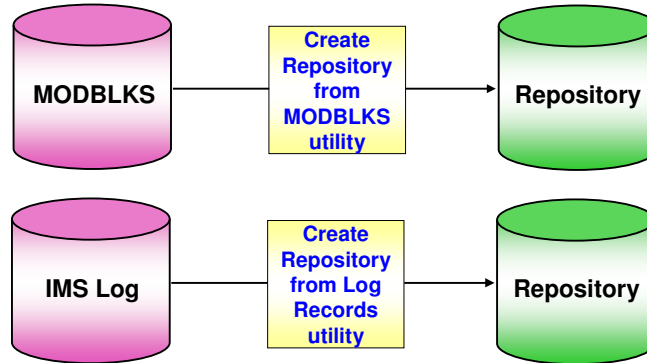 MODBLKS
Create
Repository
from
MODBLKS
utility
Repository
IMS Log
Create
Repository
from Log
Records
utility
Repository